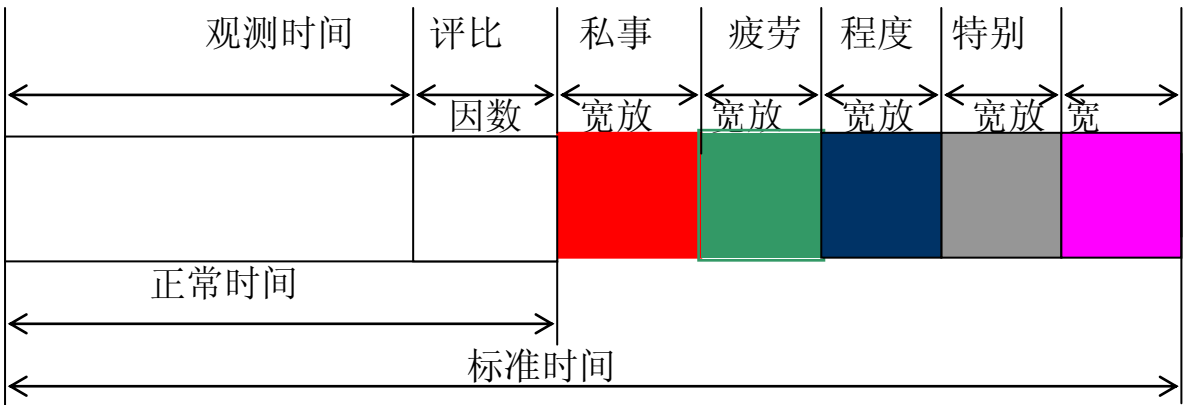 观测时间 评比 私事 疲劳 程度 特别
因数 宽放 宽放 宽放 宽放 宽
正常时间
标准时间